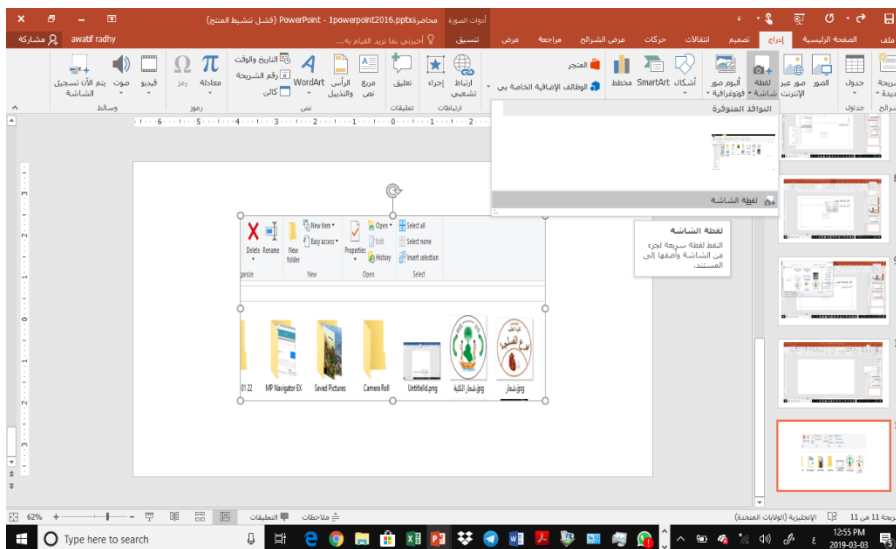 محاضرة1powerpoint2016.pptx - PowerPoint (فشل تنشيط المنتج)
أدوات الصورة
awatif radhy
مشاركة
ملف
الصفحة الرئيسية
إدراج
تصميم
انتقالات
حركات
عرض الشرائح
مراجعة
عرض
تنسيق
أخبرني بما تريد القيام به...
جدول
الصور
صور عبر الإنترنت
لقطة شاشة
ألبوم صور فوتوغرافية
أشكال
SmartArt
مخطط
المتجر
الوظائف الإضافية الخاصة بي
ارتباط تشعبي
إجراء
تعليق
مربع نص
الرأس والتذييل
WordArt
التاريخ والوقت
رقم الشريحة
كائن
معادلة
رمز
فيديو
صوت
يتم الآن تسجيل الشاشة
جداول
ارتباطات
تعليقات
نص
رموز
وسائط
النوافذ المتوفرة
لقطة الشاشة
لقطة الشاشة
التقط لقطة سريعة لجزء
من الشاشة وأضفها إلى
المستند.
Delete
Rename
New folder
New item
Easy access
Properties
Open
Edit
History
Select all
Select none
Invert selection
New
Open
Select
01 22
MP Navigator EX
Saved Pictures
Camera Roll
Untitled.png
شعار الكلية.jpg
شعار.jpg
62%
التعليقات
ملاحظات
الإنجليزية (الولايات المتحدة)
شريحة 11 من 11
Type here to search
12:55 PM
2019-03-03